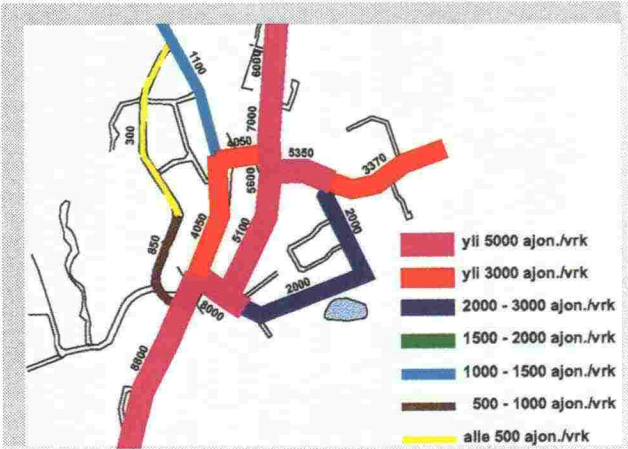 1100
6000
7000
300
4050
5350
3370
5600
2000
4050
5100
850
2000
8000
8800
yli 5000 ajon./vrk
yli 3000 ajon./vrk
2000 - 3000 ajon./vrk
1500 - 2000 ajon./vrk
1000 - 1500 ajon./vrk
500 - 1000 ajon./vrk
alle 500 ajon./vrk